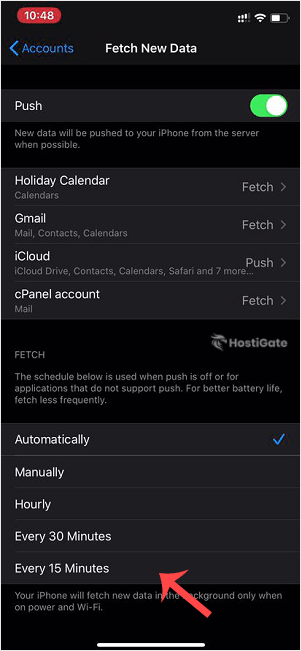 10:48
Accounts
Fetch New Data
Push
New data will be pushed to your iPhone from the server
when possible.
Holiday Calendar
Fetch
Calendars
Gmail
Fetch
Mail, Contacts, Calendars
iCloud
Push
iCloud Drive, Contacts, Calendars, Safari and 7 more...
cPanel account
Fetch
Mail
HostiGate
FETCH
The schedule below is used when push is off or for
applications that do not support push. For better battery life,
fetch less frequently.
Automatically
Manually
Hourly
Every 30 Minutes
Every 15 Minutes
Your iPhone will fetch new data in the background only when
on power and Wi-Fi.